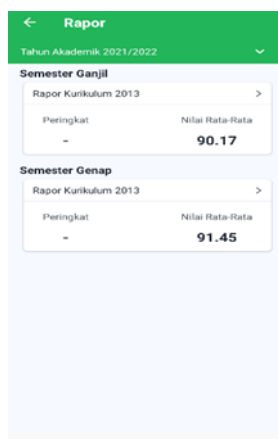 Rapor
Tahun Akademik 2021/2022
Semester Ganjil
Rapor Kurikulum 2013
Peringkat Nilai Rata-Rata
- 90.17
Semester Genap
Rapor Kurikulum 2013
Peringkat Nilai Rata-Rata
- 91.45